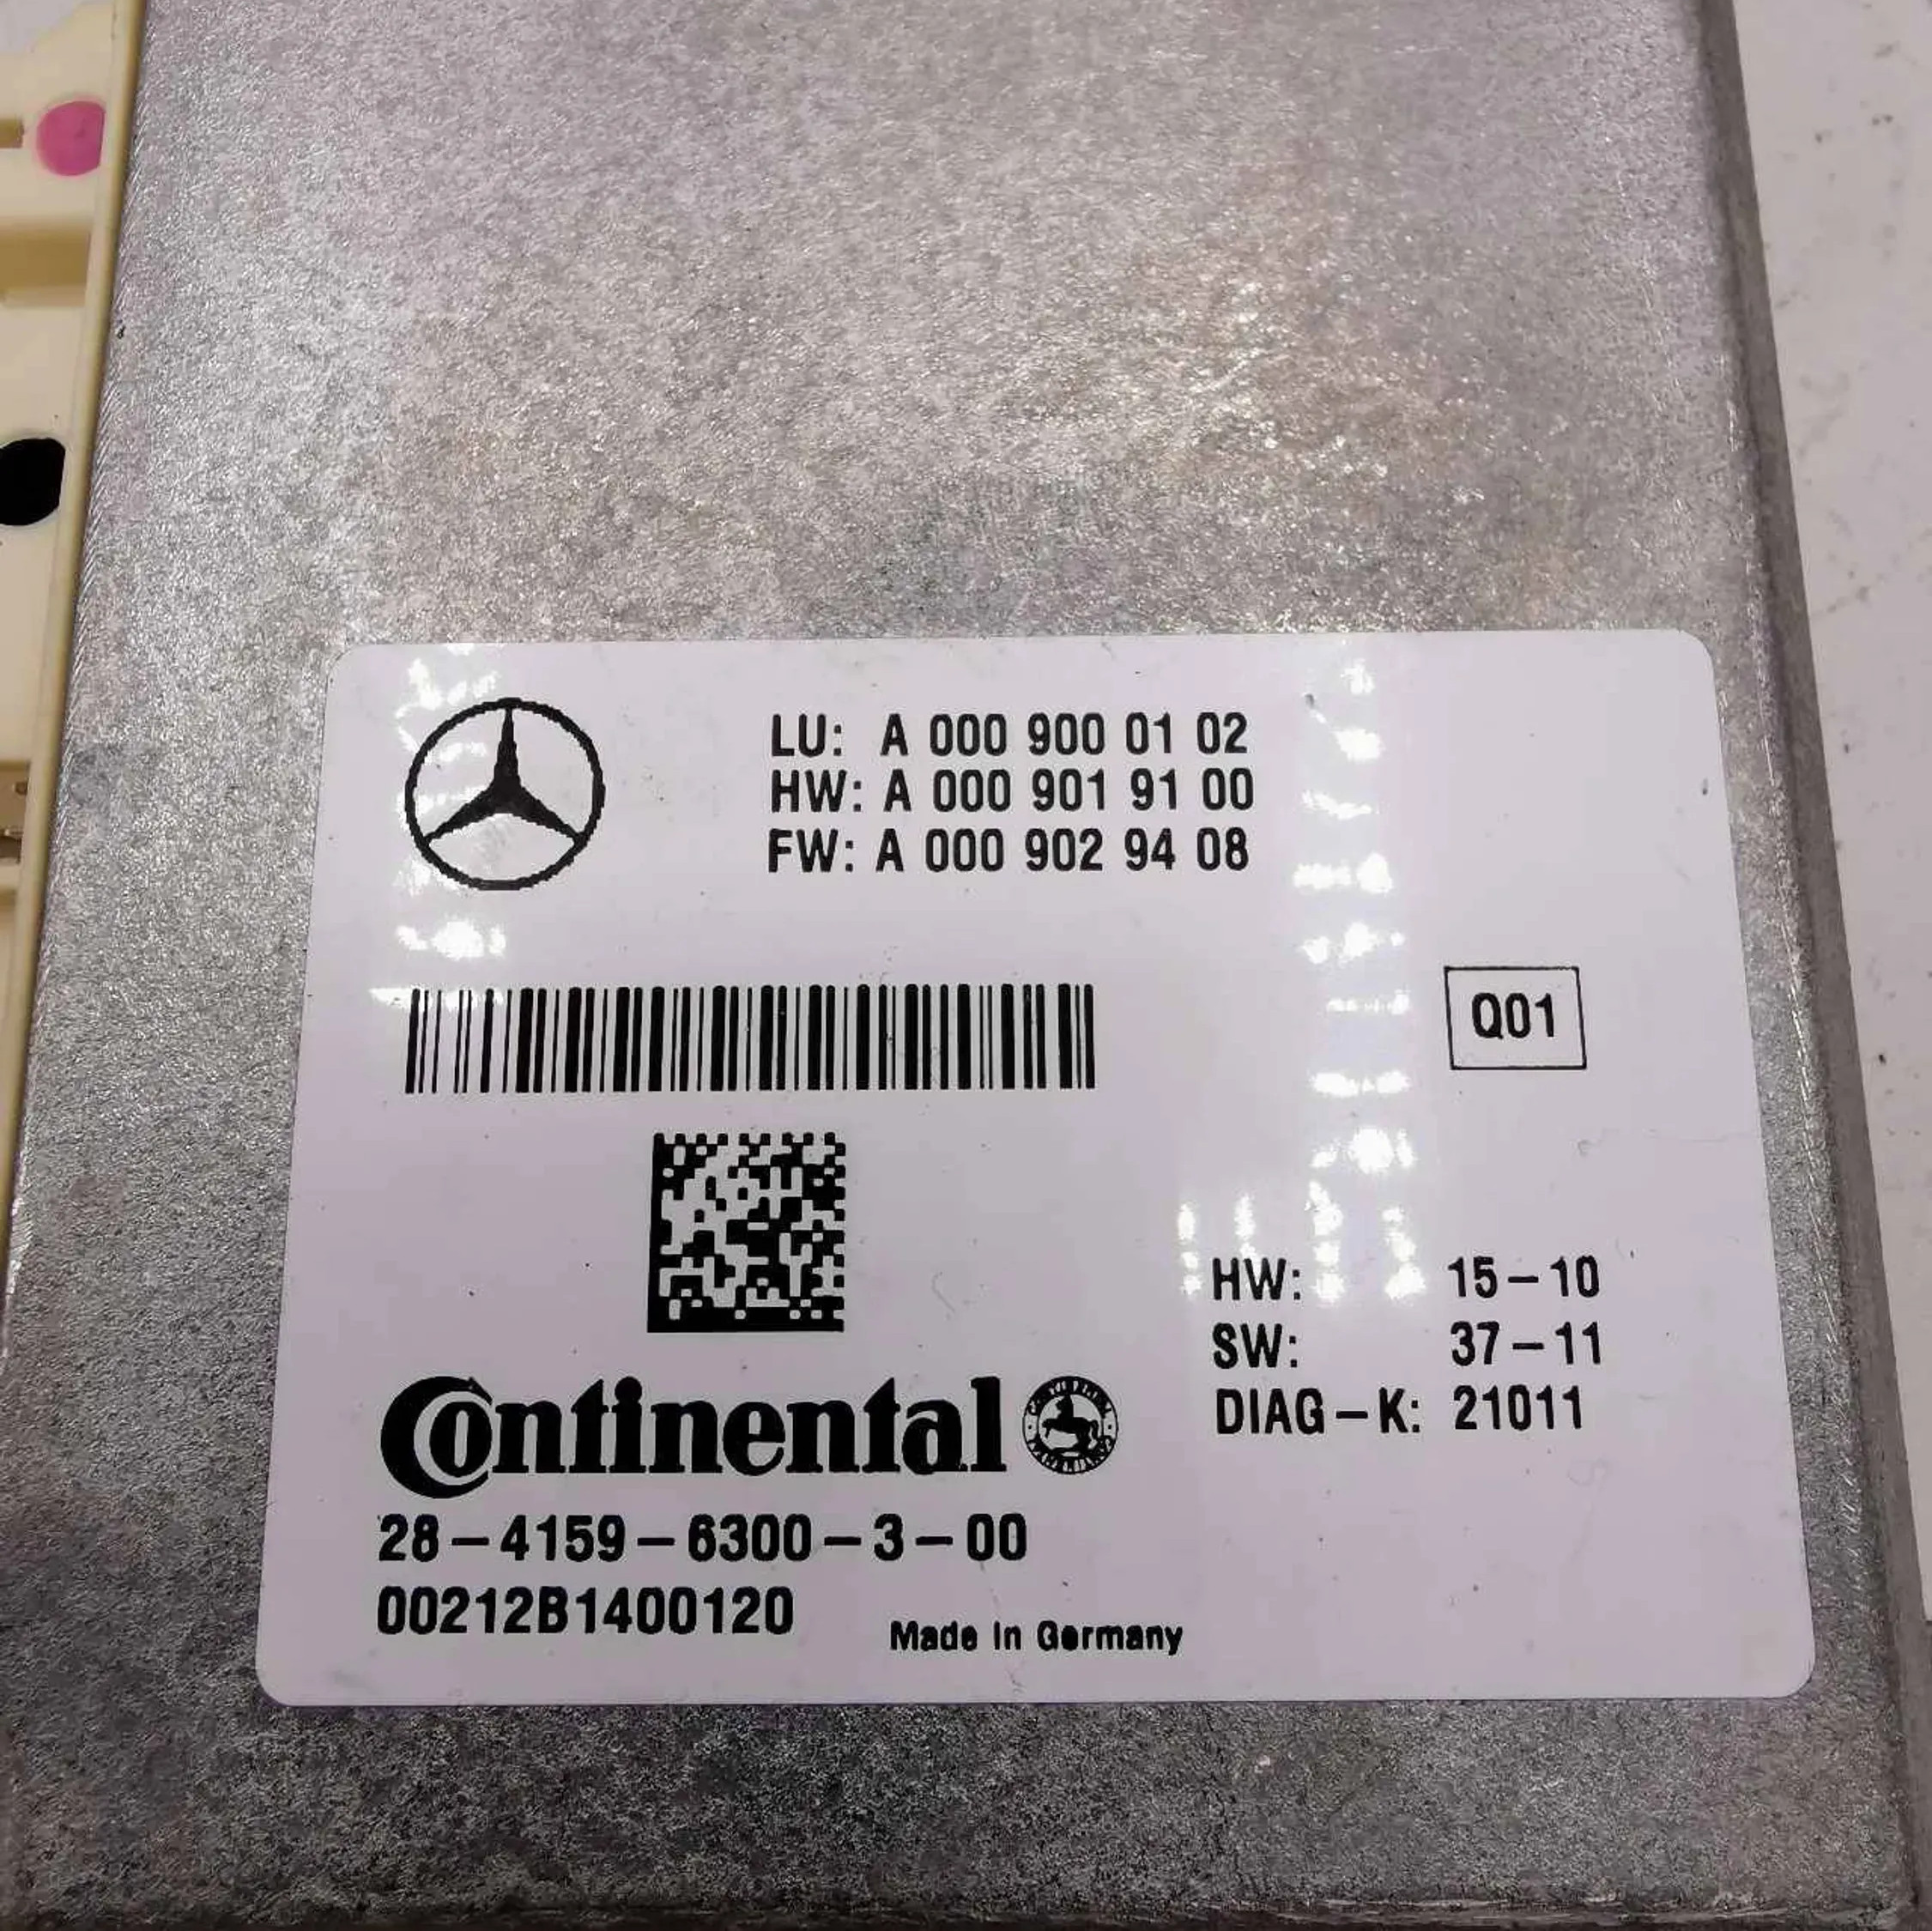 LU: A 000 900 01 02
HW: A 000 901 91 00
FW: A 000 902 94 08
Q01
HW: 15-10
SW: 37-11
DIAG-K: 21011
Continental
28-4159-6300-3-00
00212B1400120
Made In Germany